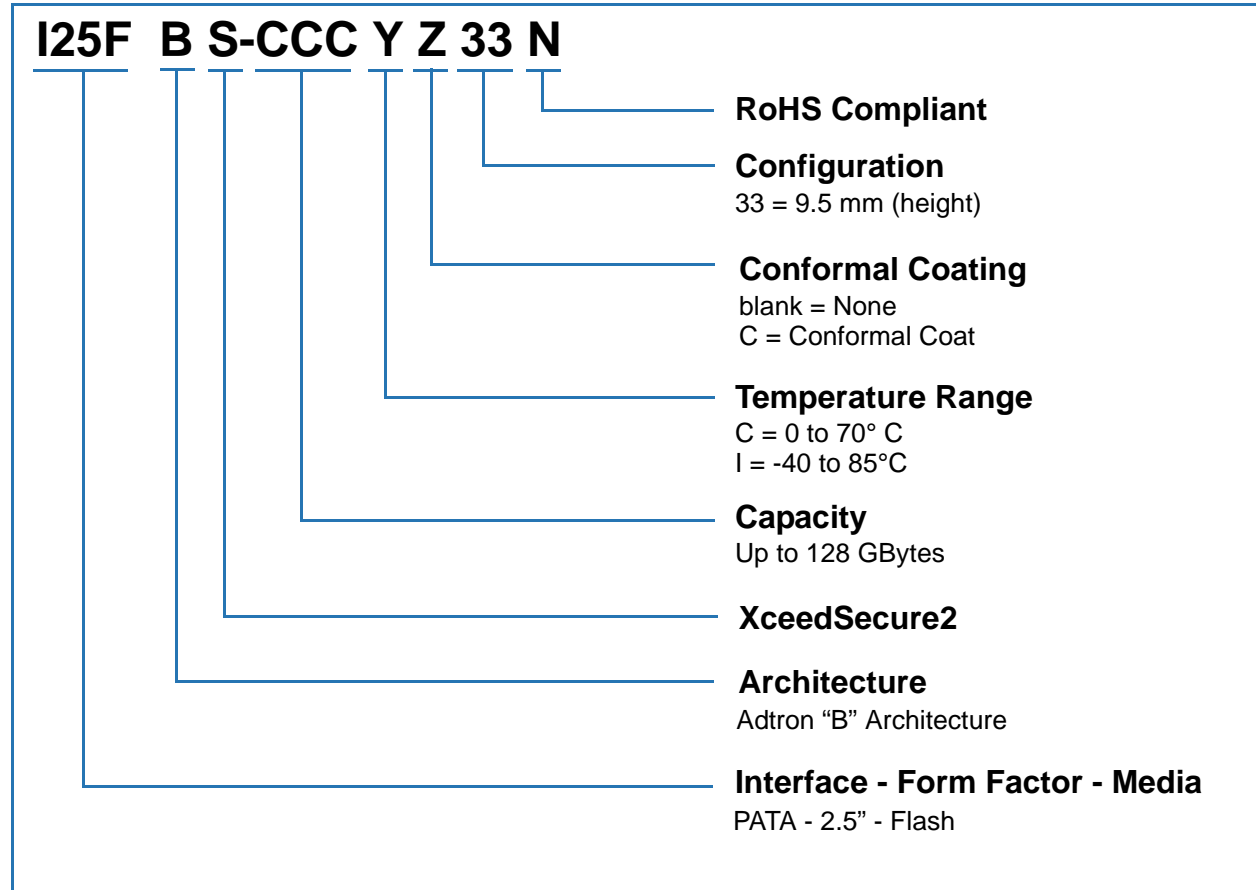 I25F B S-CCC Y Z 33 N
RoHS Compliant
Configuration
33 = 9.5 mm (height)
Conformal Coating
blank = None
C = Conformal Coat
Temperature Range
C = 0 to 70° C
I = -40 to 85°C
Capacity
Up to 128 GBytes
XceedSecure2
Architecture
Adtron “B” Architecture
Interface - Form Factor - Media
PATA - 2.5” - Flash